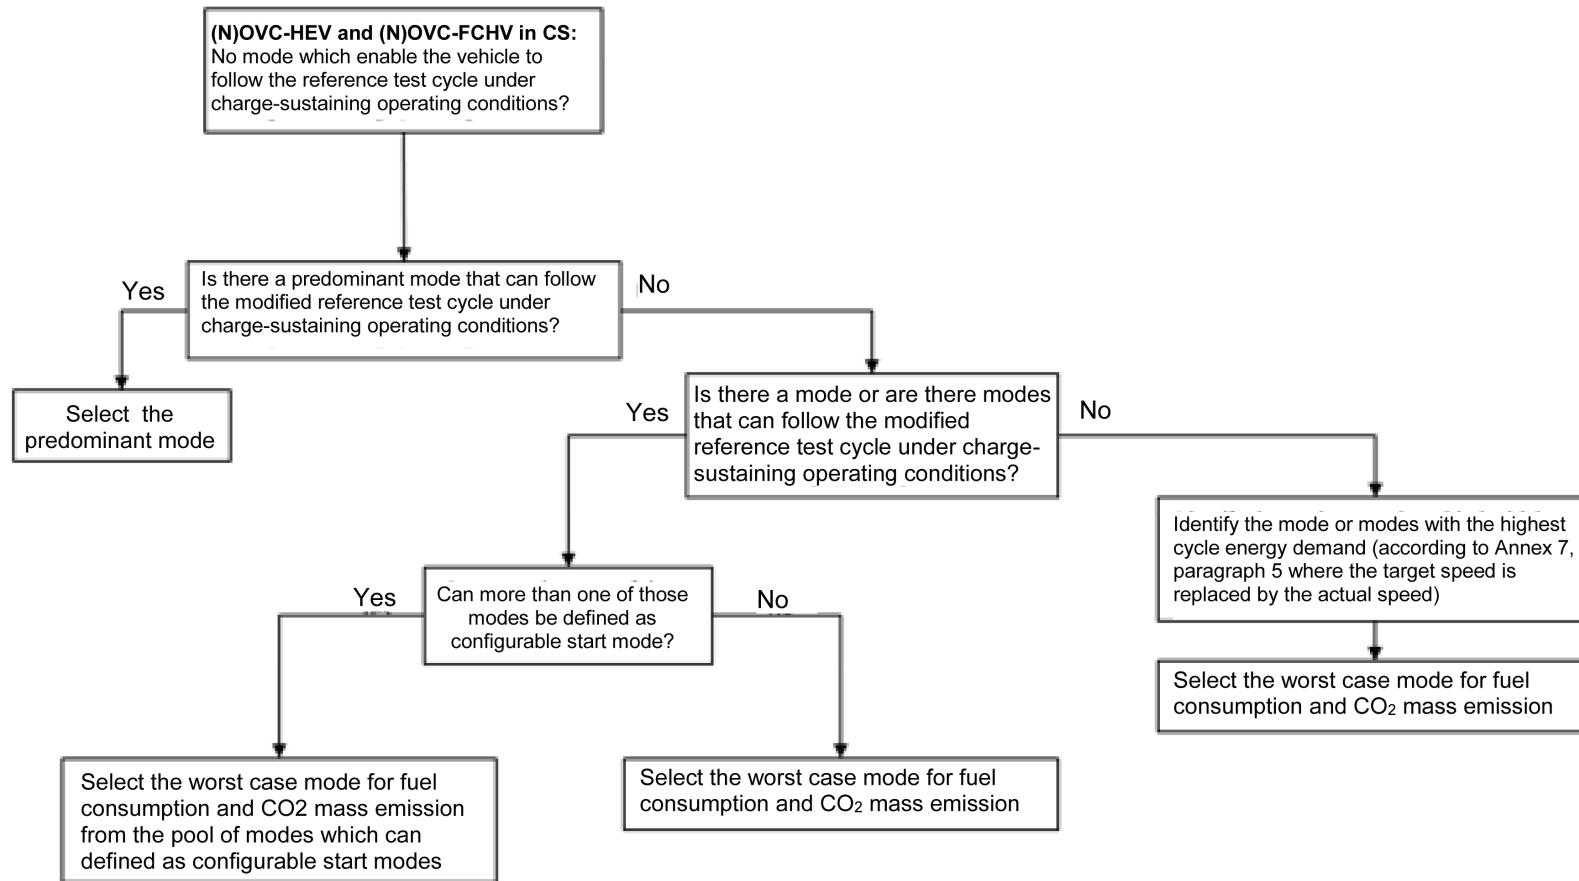 (N)OVC-HEV and (N)OVC-FCHV in CS:
No mode which enable the vehicle to
follow the reference test cycle under
charge-sustaining operating conditions?
Is there a predominant mode that can follow
the modified reference test cycle under
charge-sustaining operating conditions?
Yes
No
Select the
predominant mode
Is there a mode or are there modes
that can follow the modified
reference test cycle under charge-
sustaining operating conditions?
Yes
No
Identify the mode or modes with the highest
cycle energy demand (according to Annex 7,
paragraph 5 where the target speed is
replaced by the actual speed)
Can more than one of those
modes be defined as
configurable start mode?
Yes
No
Select the worst case mode for fuel
consumption and CO₂ mass emission
Select the worst case mode for fuel
consumption and CO2 mass emission
from the pool of modes which can
defined as configurable start modes
Select the worst case mode for fuel
consumption and CO₂ mass emission